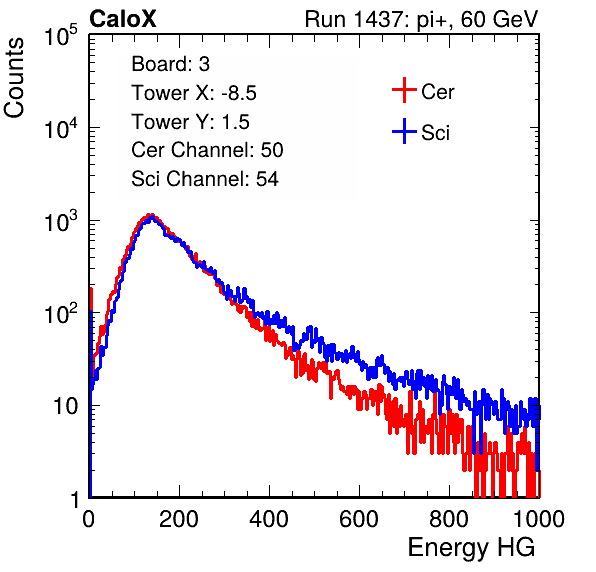 CaloX Run 1437: pi+, 60 GeV
Counts
10^5
10^4
10^3
10^2
10
1
Board: 3
Tower X: -8.5
Tower Y: 1.5
Cer Channel: 50
Sci Channel: 54
Cer
Sci
0 200 400 600 800 1000
Energy HG